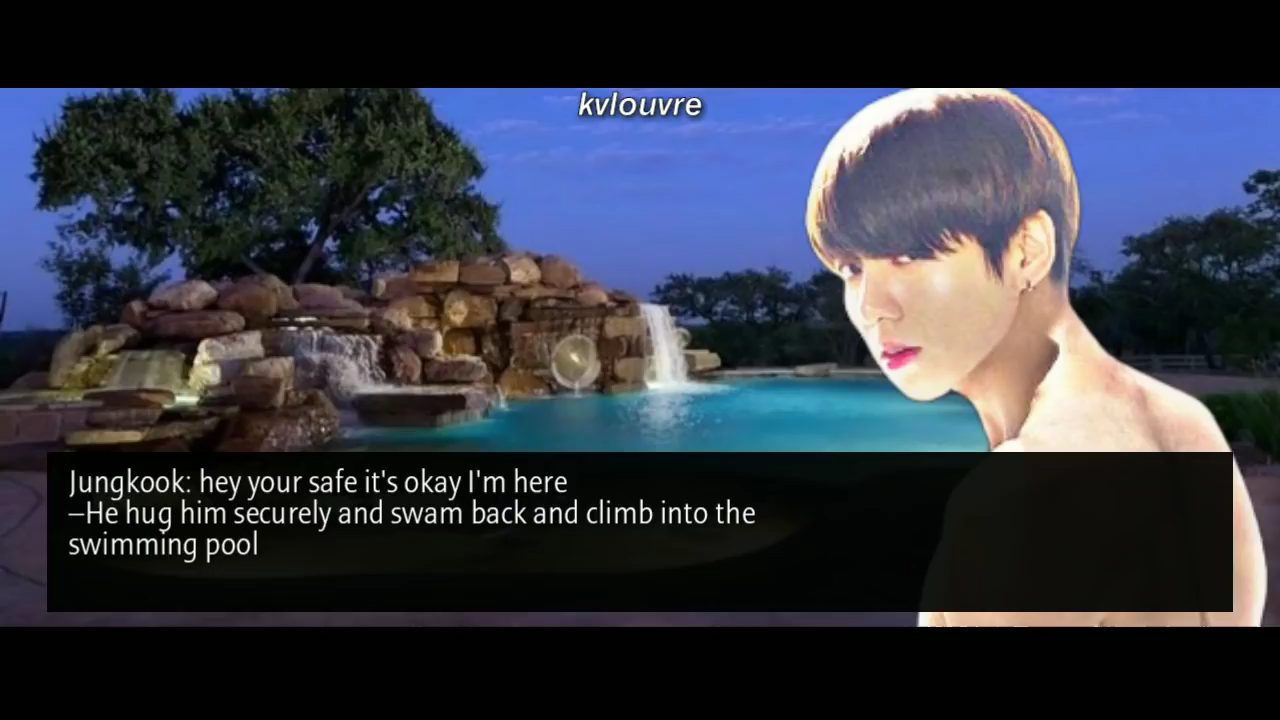 kvlouvre
Jungkook: hey your safe it's okay I'm here
–He hug him securely and swam back and climb into the
swimming pool